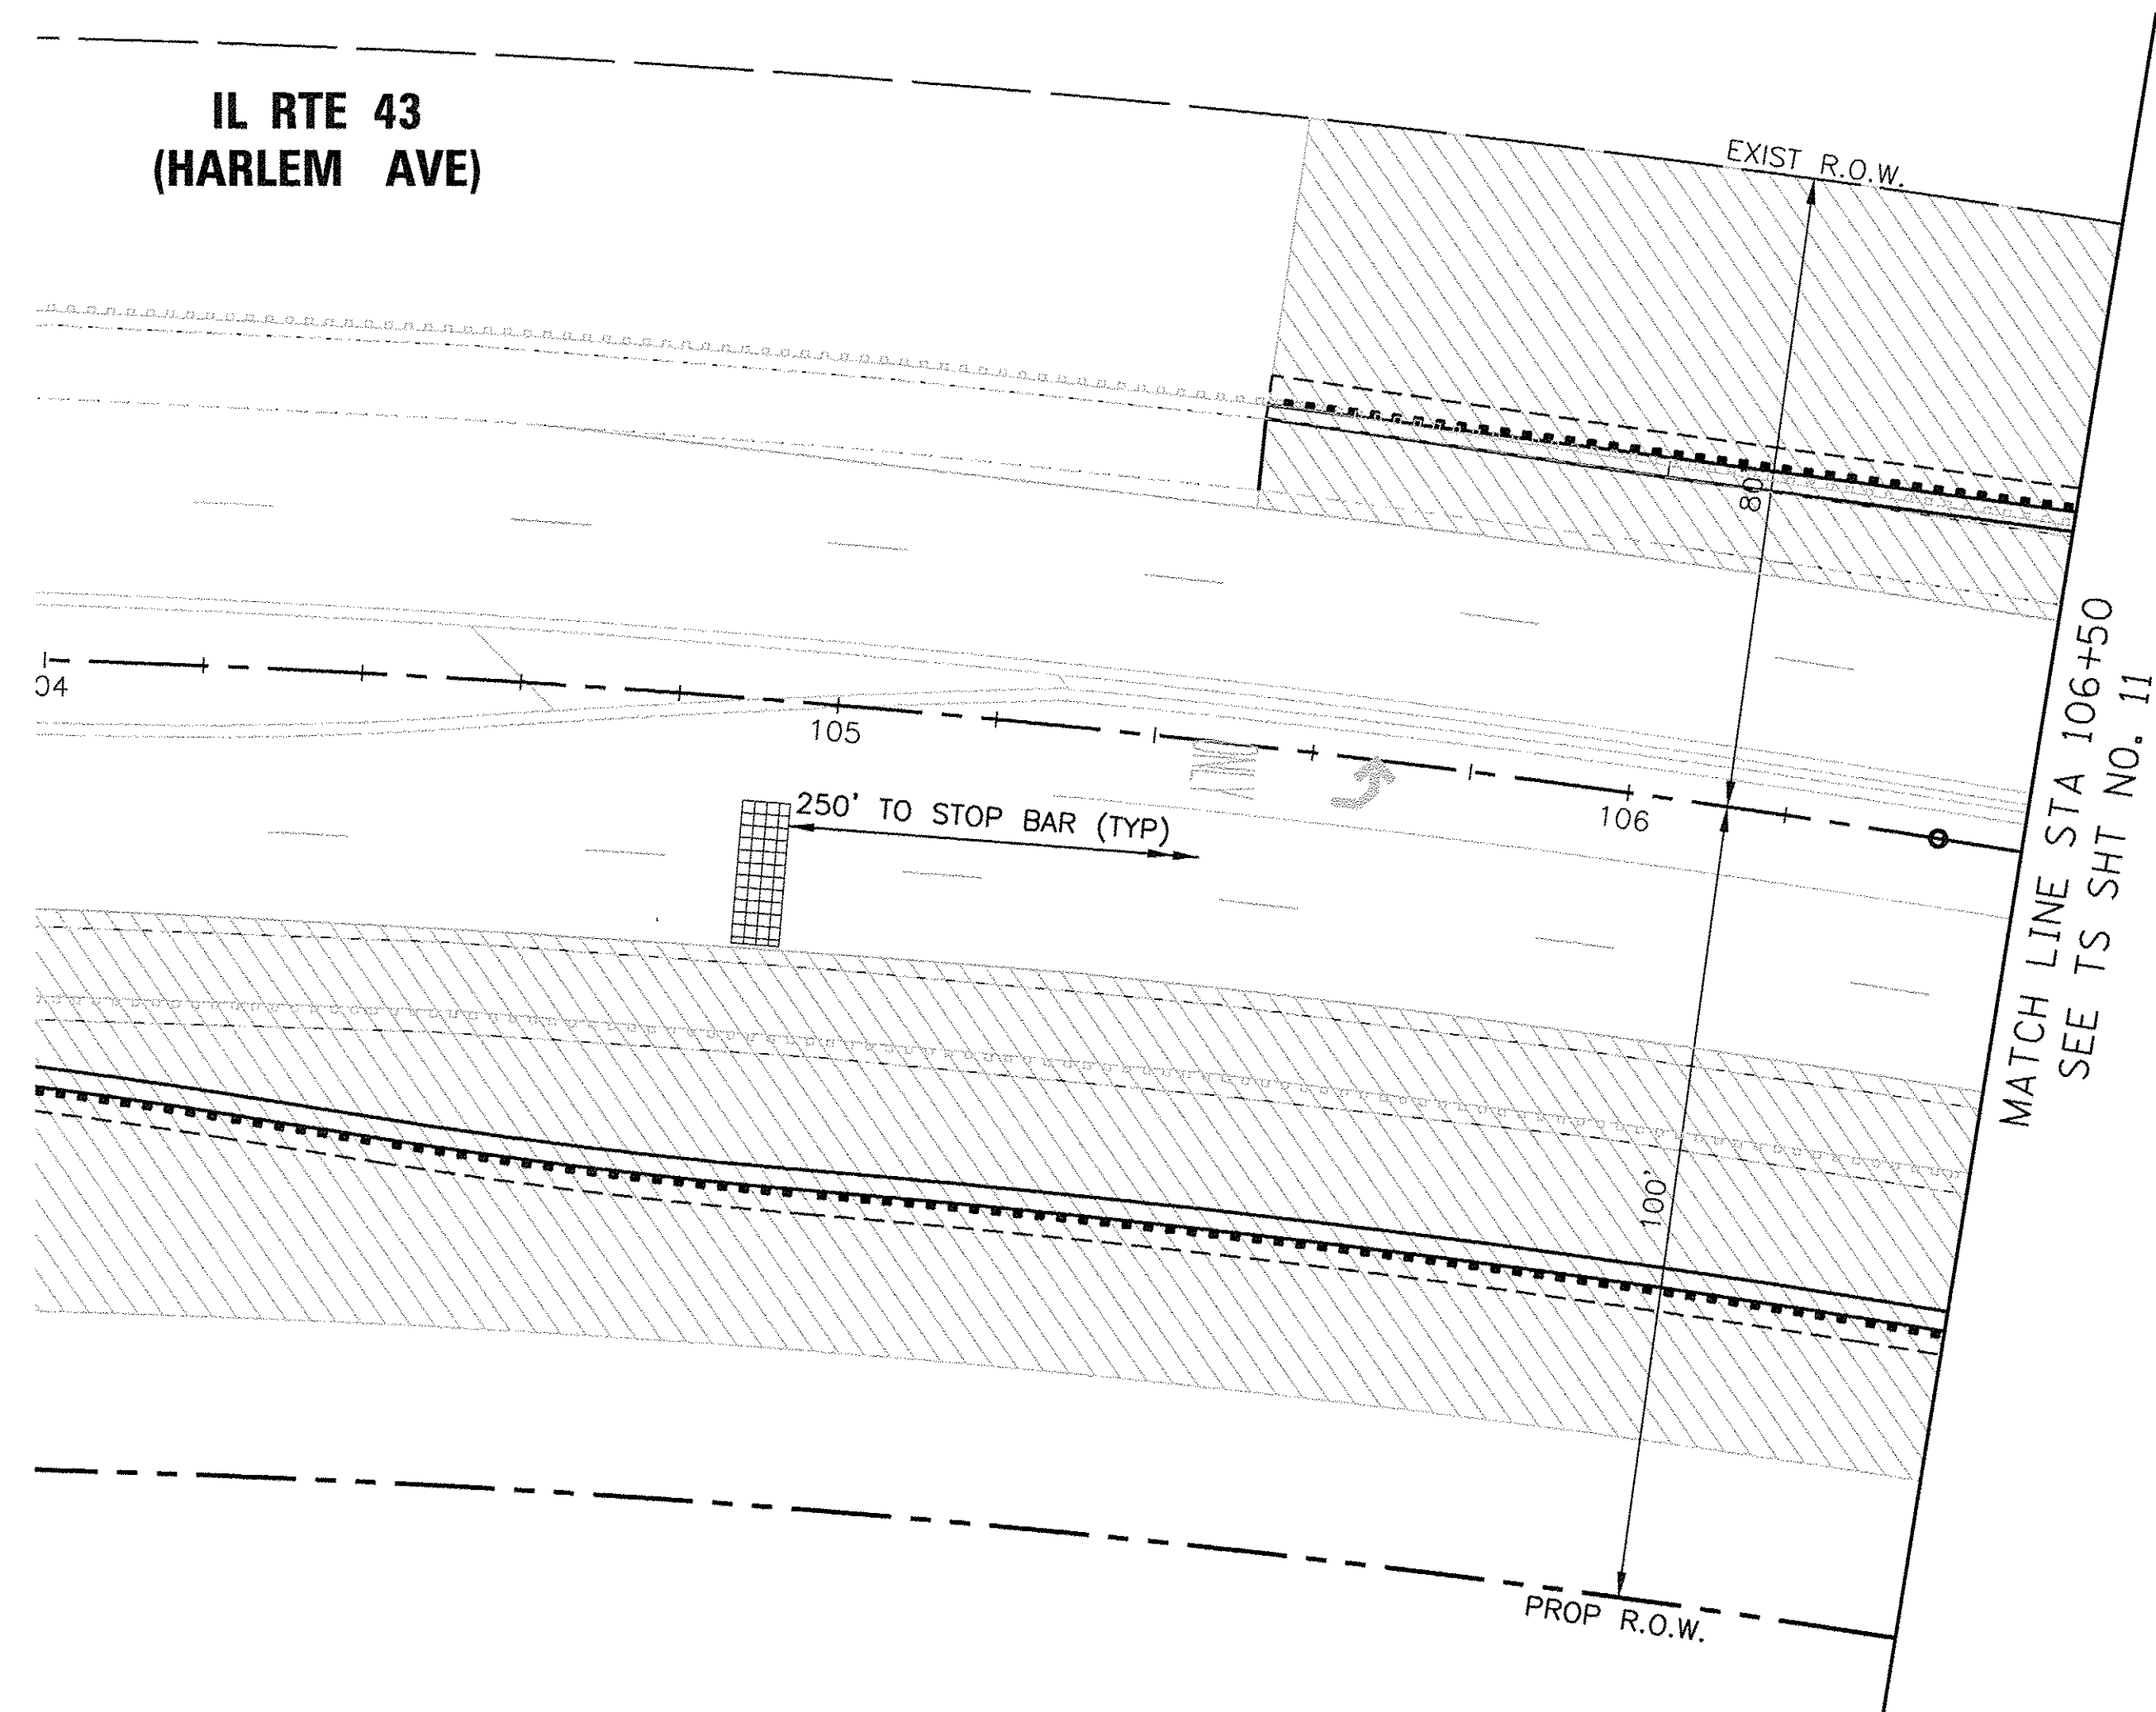 IL RTE 43
(HARLEM AVE)
EXIST R.O.W.
80'
MATCH LINE STA 106+50
SEE TS SHT NO. 11
04
105
106
ONLY
250' TO STOP BAR (TYP)
100'
PROP R.O.W.